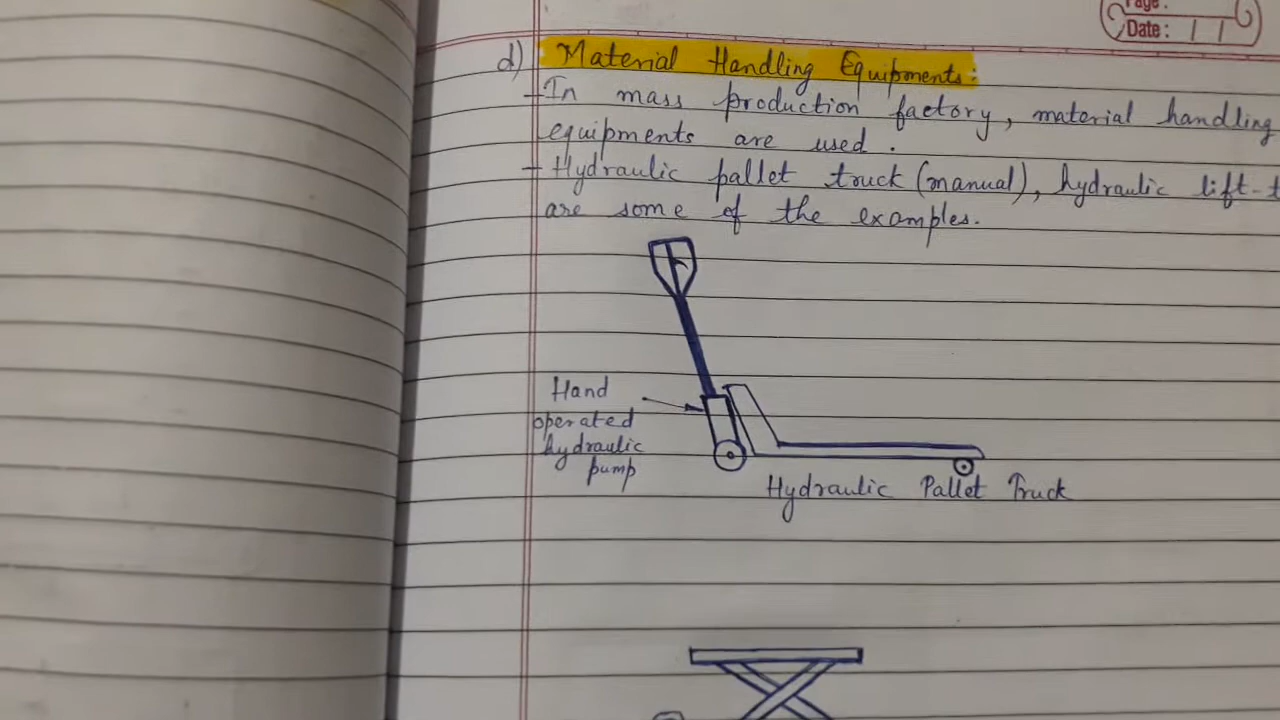 Page:
Date:
d) Material Handling Equipments:
- In mass production factory, material handling
equipments are used.
- Hydraulic pallet truck (manual), hydraulic lift-t
are some of the examples.
Hand
operated
hydraulic
pump
Hydraulic Pallet Truck